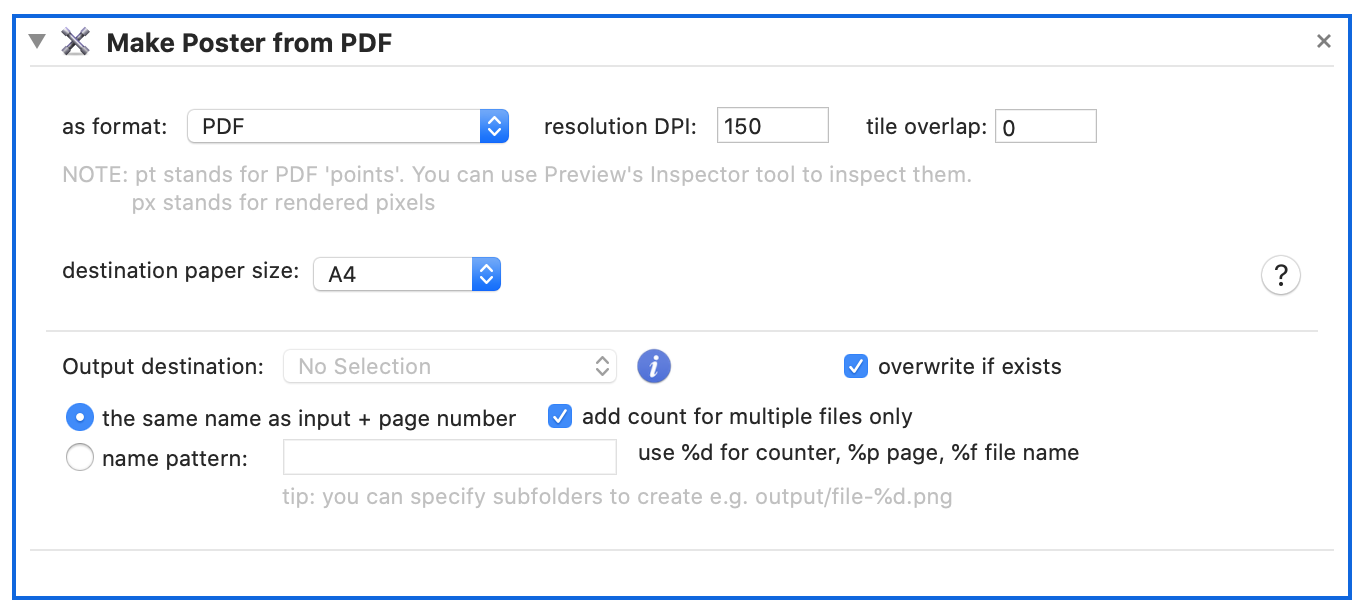 Make Poster from PDF
as format: PDF resolution DPI: 150 tile overlap: 0
NOTE: pt stands for PDF 'points'. You can use Preview's Inspector tool to inspect them.
px stands for rendered pixels
destination paper size: A4 ?
Output destination: No Selection i overwrite if exists
the same name as input + page number add count for multiple files only
name pattern: use %d for counter, %p page, %f file name
tip: you can specify subfolders to create e.g. output/file-%d.png